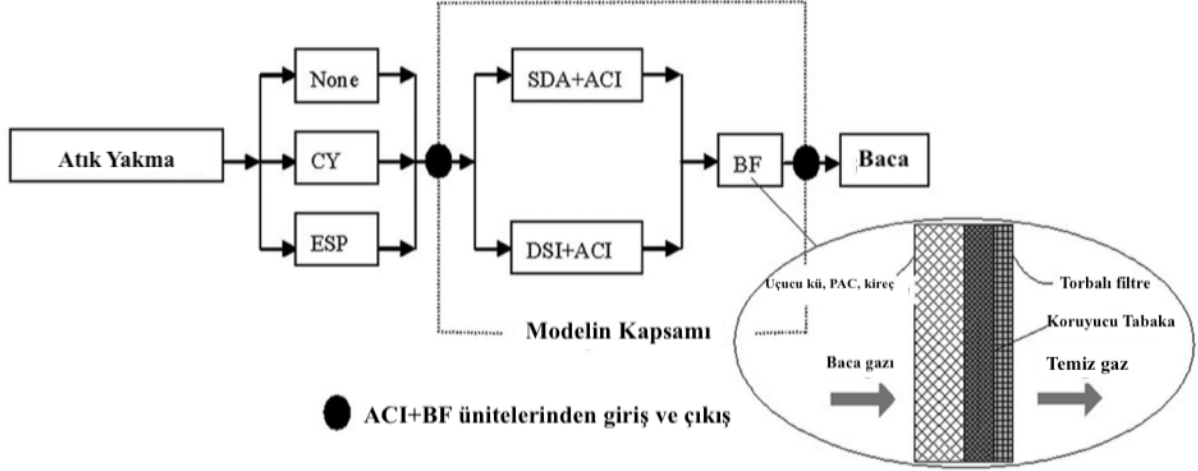 Atık Yakma
None
CY
ESP
SDA+ACI
DSI+ACI
BF
Baca
Modelin Kapsamı
ACI+BF ünitelerinden giriş ve çıkış
Uçucu kü, PAC, kireç
Torbalı filtre
Koruyucu Tabaka
Baca gazı
Temiz gaz